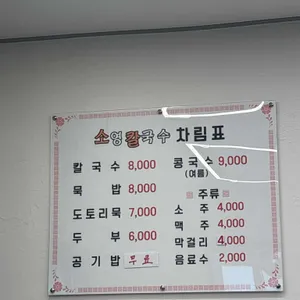 소영칼국수 차림표
칼국수 8,000
묵밥 8,000
도토리묵 7,000
두부 6,000
공기밥 무료
콩국수 9,000
(여름)
주류
소주 4,000
맥주 4,000
막걸리 4,000
음료수 2,000